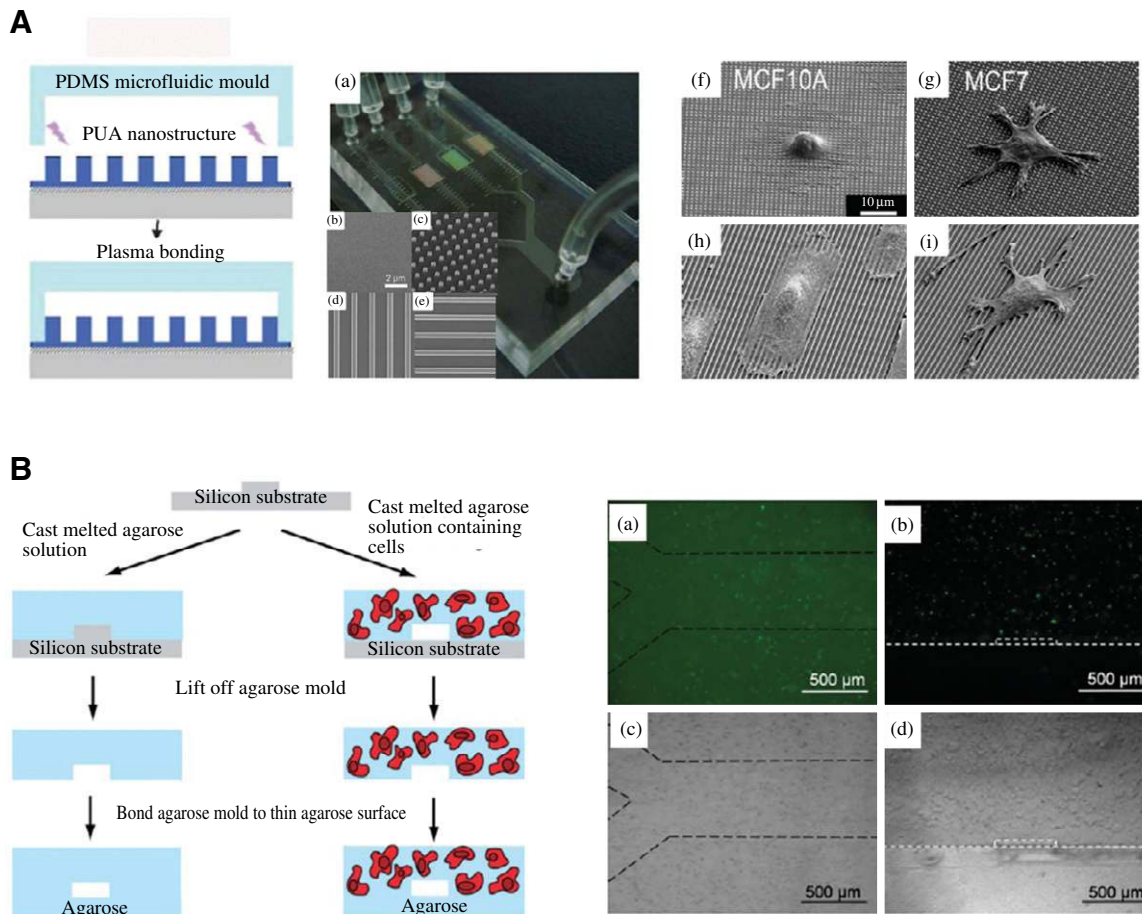 A
PDMS microfluidic mould
PUA nanostructure
Plasma bonding
(a)
(b)
(c)
2 μm
(d)
(e)
(f)
MCF10A
10 μm
(g)
MCF7
(h)
(i)
B
Silicon substrate
Cast melted agarose
solution
Cast melted agarose
solution containing
cells
Silicon substrate
Silicon substrate
Lift off agarose mold
Bond agarose mold to thin agarose surface
Agarose
Agarose
(a)
500 μm
(b)
500 μm
(c)
500 μm
(d)
500 μm